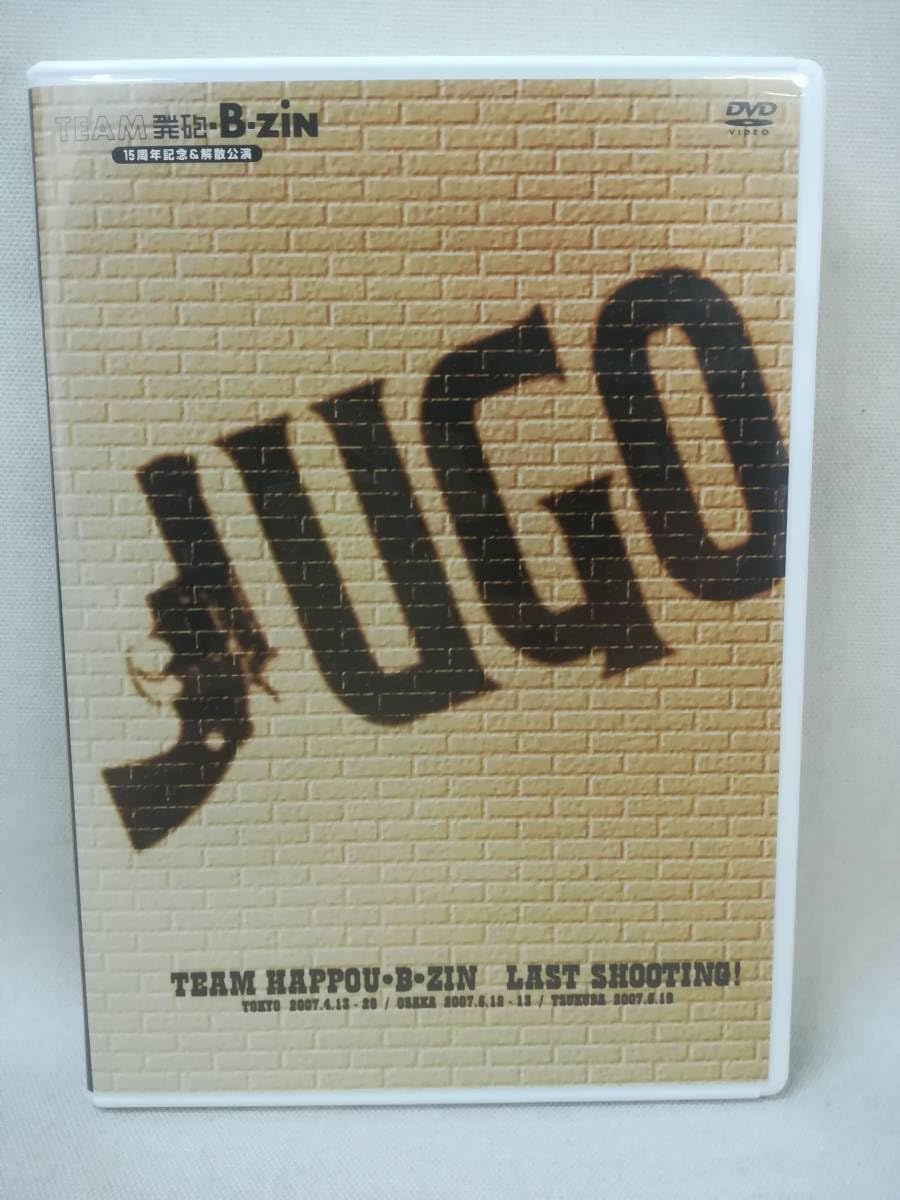 TEAM 発砲・B・ZiN
15周年記念&解散公演
DVD
VIDEO
JUGO
TEAM HAPPOU・B・ZIN LAST SHOOTING!
TOKYO 2007.4.13-29 / OSAKA 2007.5.12-13 / TSUKUBA 2007.5.19